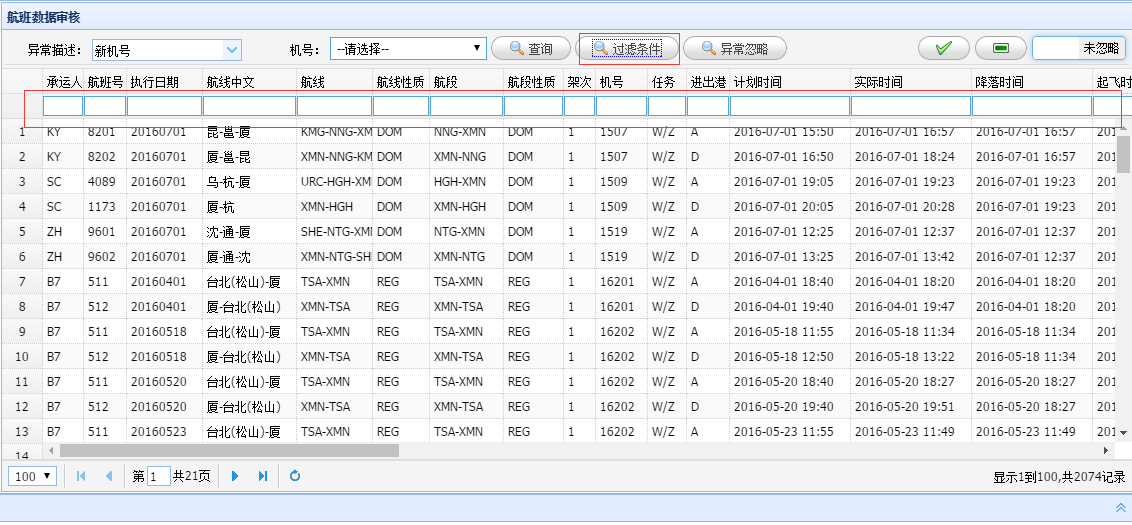 航班数据审核
异常描述: 新机号 机号: --请选择-- 查询 过滤条件 异常忽略 未忽略
承运人 航班号 执行日期 航线中文 航线 航线性质 航段 航段性质 架次 机号 任务 进出港 计划时间 实际时间 降落时间 起飞时
1 KY 8201 20160701 昆-邕-厦 KMG-NNG-XM DOM NNG-XMN DOM 1 1507 W/Z A 2016-07-01 15:50 2016-07-01 16:57 2016-07-01 16:57 201
2 KY 8202 20160701 厦-邕-昆 XMN-NNG-KM DOM XMN-NNG DOM 1 1507 W/Z D 2016-07-01 16:50 2016-07-01 18:24 2016-07-01 16:57 201
3 SC 4089 20160701 乌-杭-厦 URC-HGH-XM DOM HGH-XMN DOM 1 1509 W/Z A 2016-07-01 19:05 2016-07-01 19:23 2016-07-01 19:23 201
4 SC 1173 20160701 厦-杭 XMN-HGH DOM XMN-HGH DOM 1 1509 W/Z D 2016-07-01 20:05 2016-07-01 20:28 2016-07-01 19:23 201
5 ZH 9601 20160701 沈-通-厦 SHE-NTG-XM DOM NTG-XMN DOM 1 1519 W/Z A 2016-07-01 12:25 2016-07-01 12:37 2016-07-01 12:37 201
6 ZH 9602 20160701 厦-通-沈 XMN-NTG-SH DOM XMN-NTG DOM 1 1519 W/Z D 2016-07-01 13:25 2016-07-01 13:42 2016-07-01 12:37 201
7 B7 511 20160401 台北(松山)-厦 TSA-XMN REG TSA-XMN REG 1 16201 W/Z A 2016-04-01 18:40 2016-04-01 18:20 2016-04-01 18:20 201
8 B7 512 20160401 厦-台北(松山) XMN-TSA REG XMN-TSA REG 1 16201 W/Z D 2016-04-01 19:40 2016-04-01 19:47 2016-04-01 18:20 201
9 B7 511 20160518 台北(松山)-厦 TSA-XMN REG TSA-XMN REG 1 16202 W/Z A 2016-05-18 11:55 2016-05-18 11:34 2016-05-18 11:34 201
10 B7 512 20160518 厦-台北(松山) XMN-TSA REG XMN-TSA REG 1 16202 W/Z D 2016-05-18 12:50 2016-05-18 13:22 2016-05-18 11:34 201
11 B7 511 20160520 台北(松山)-厦 TSA-XMN REG TSA-XMN REG 1 16202 W/Z A 2016-05-20 18:40 2016-05-20 18:27 2016-05-20 18:27 201
12 B7 512 20160520 厦-台北(松山) XMN-TSA REG XMN-TSA REG 1 16202 W/Z D 2016-05-20 19:40 2016-05-20 19:51 2016-05-20 18:27 201
13 B7 511 20160523 台北(松山)-厦 TSA-XMN REG TSA-XMN REG 1 16202 W/Z A 2016-05-23 11:55 2016-05-23 11:49 2016-05-23 11:49 201
14
100 第 1 共21页 显示1到100,共2074记录